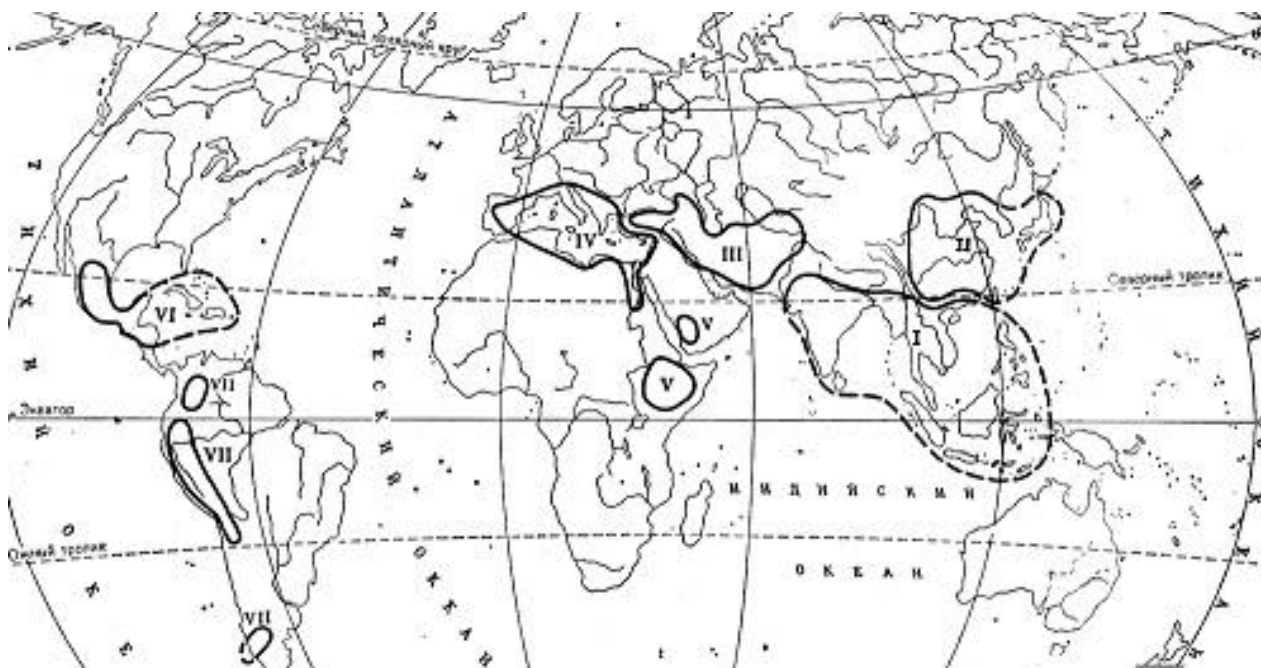 Северный полярный круг
Т И Х И Й
А Т Л А Н Т И Ч Е С К И Й
Т И Х И Й
IV
III
II
Северный тропик
VI
V
I
VII
V
Экватор
VII
И Н Д И Й С К И Й
Южный тропик
О К Е А Н
О К Е А Н
VII